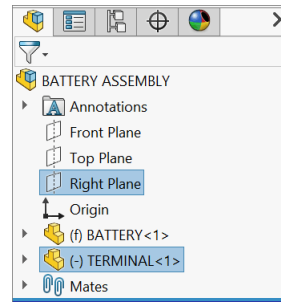 BATTERY ASSEMBLY
Annotations
Front Plane
Top Plane
Right Plane
Origin
(f) BATTERY<1>
(-) TERMINAL<1>
Mates